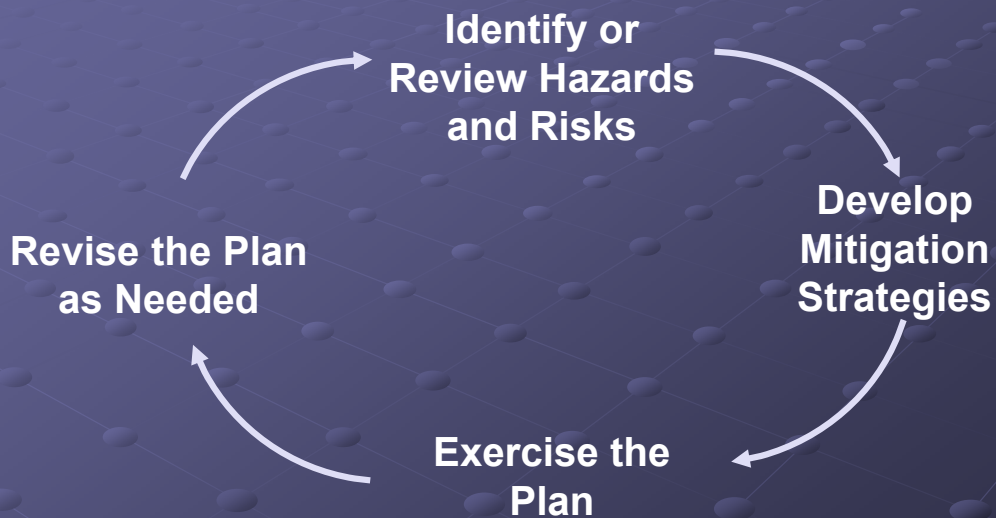 Identify or
Review Hazards
and Risks
Develop
Mitigation
Strategies
Exercise the
Plan
Revise the Plan
as Needed